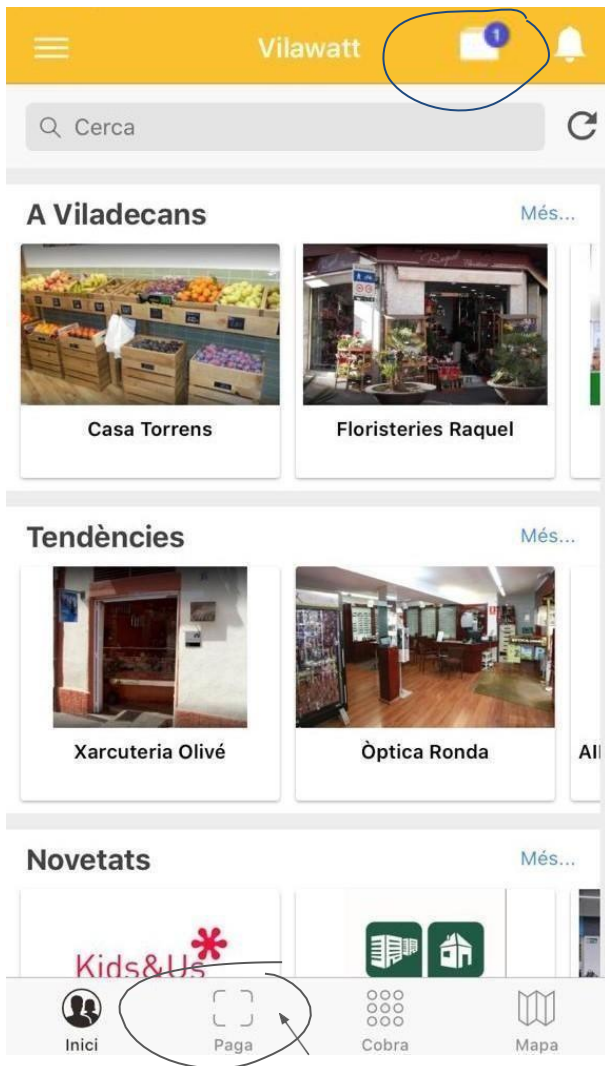 Vilawatt
1
Cerca
A Viladecans
Més...
Casa Torrens
Floristeries Raquel
Tendències
Més...
Xarcuteria Olivé
Òptica Ronda
All
Novetats
Més...
Kids&Us
Inici
Paga
Cobra
Mapa